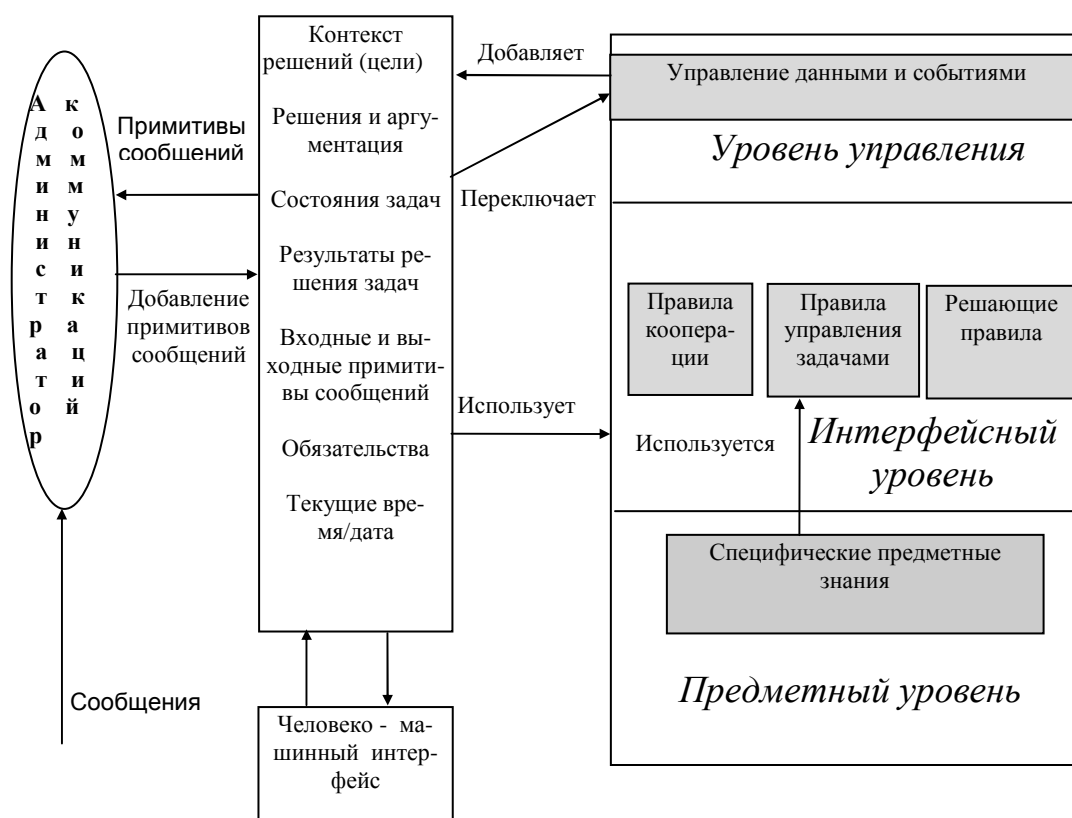 Администратор
коммуникаций
Примитивы
сообщений
Добавление
примитивов
сообщений
Сообщения
Контекст
решений (цели)
Решения и аргу-
ментация
Состояния задач
Результаты ре-
шения задач
Входные и вы-
ходные примити-
вы сообщений
Обязательства
Текущие вре-
мя/дата
Человеко - ма-
шинный интер-
фейс
Добавляет
Переключает
Использует
Управление данными и событиями
Уровень управления
Правила
коопера-
ции
Правила
управления
задачами
Решающие
правила
Используется
Интерфейсный
уровень
Специфические предметные
знания
Предметный уровень